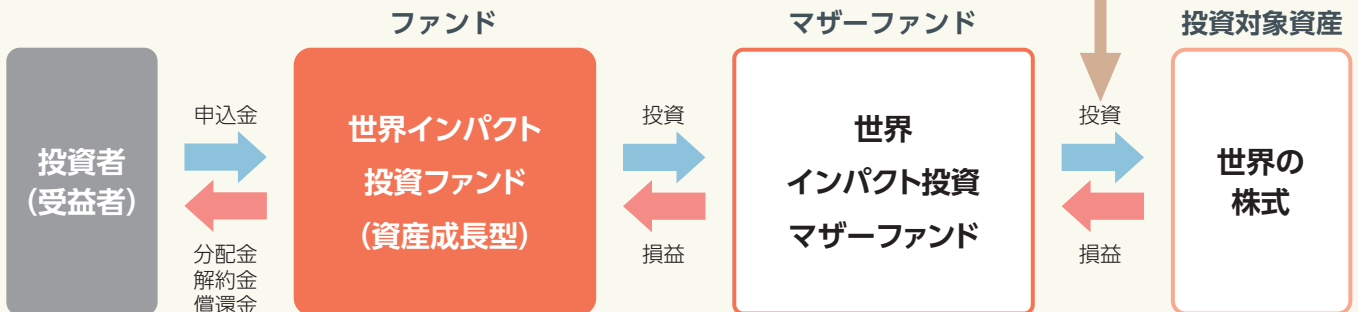 ファンド
マザーファンド
投資対象資産
投資者
(受益者)
申込金
分配金
解約金
償還金
世界インパクト
投資ファンド
(資産成長型)
投資
損益
世界
インパクト投資
マザーファンド
投資
損益
世界の
株式